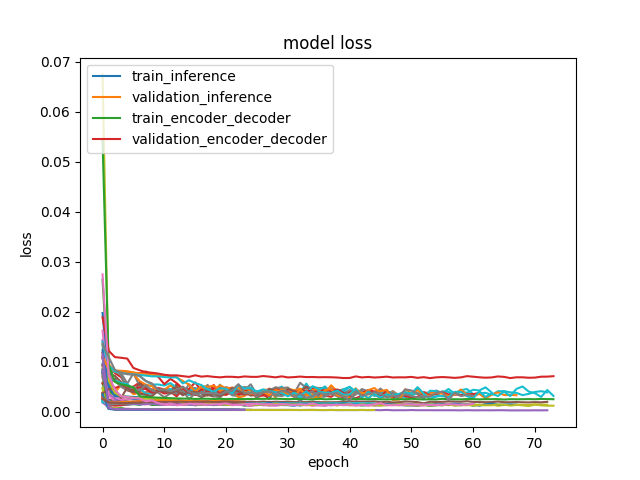 model loss
0.07
0.06
0.05
0.04
0.03
0.02
0.01
0.00
loss
train_inference
validation_inference
train_encoder_decoder
validation_encoder_decoder
0 10 20 30 40 50 60 70
epoch